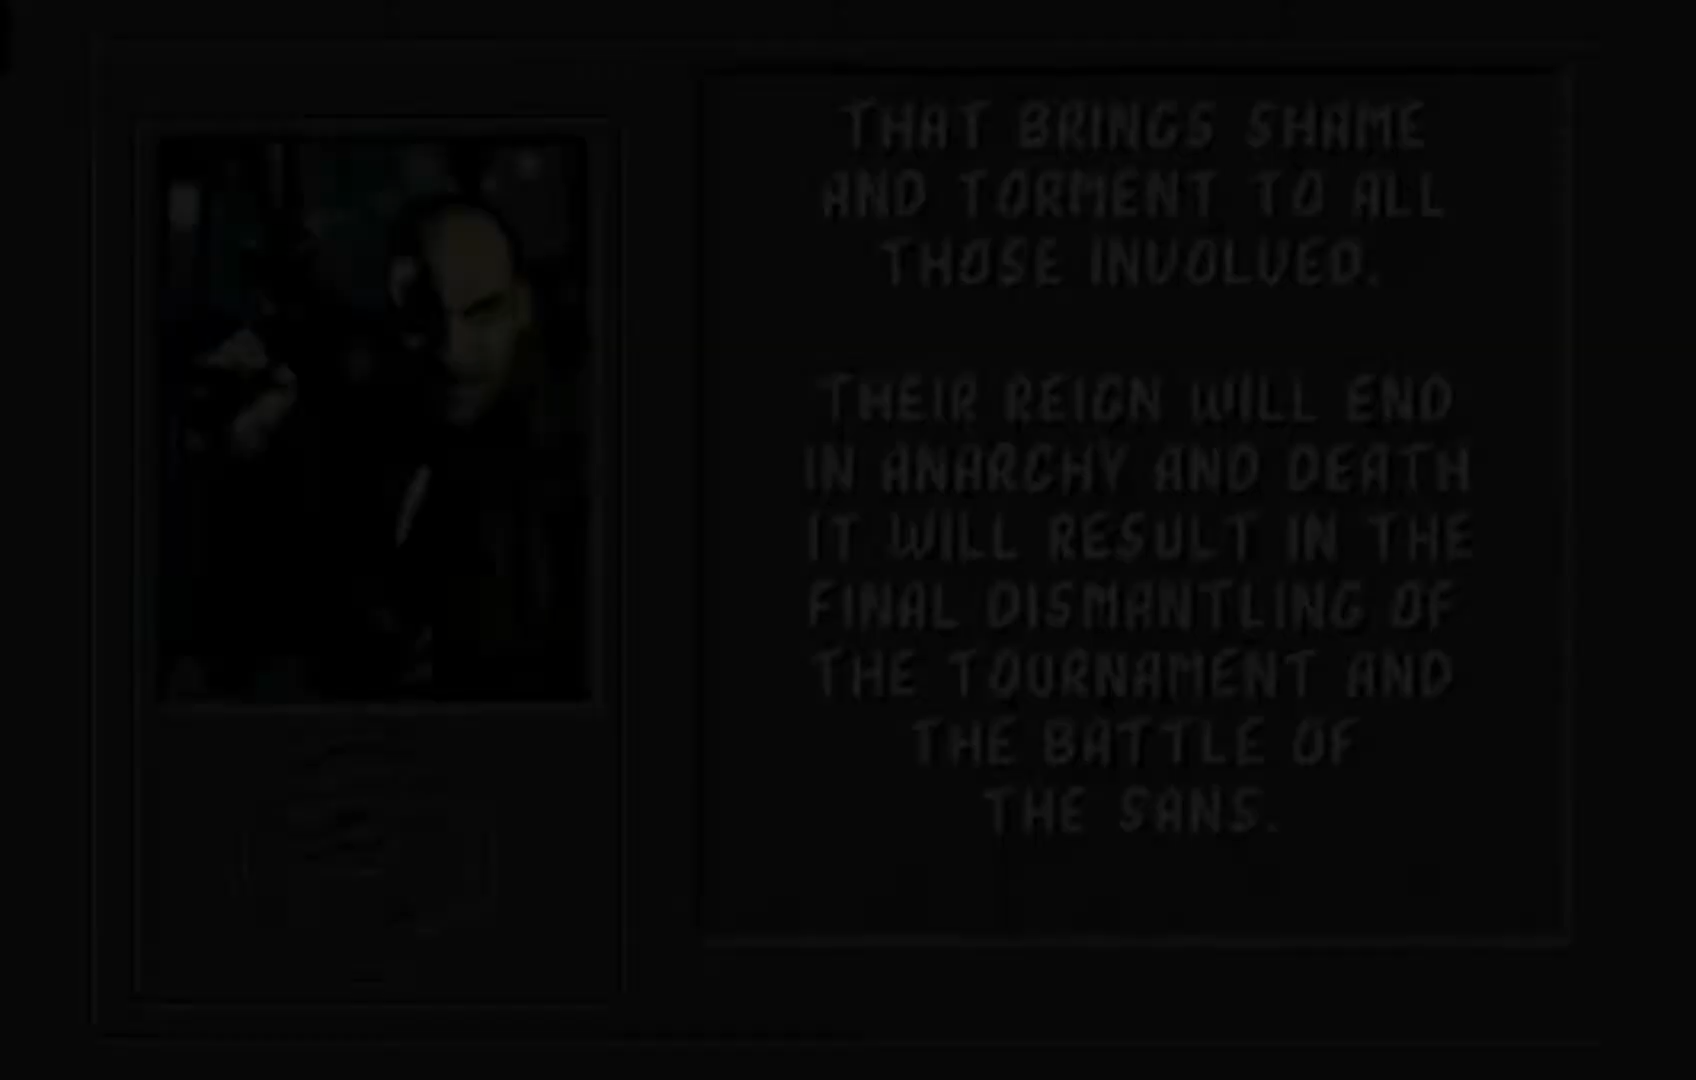 THAT BRINGS SHAME
AND TORMENT TO ALL
THOSE INVOLVED.
THEIR REIGN WILL END
IN ANARCHY AND DEATH
IT WILL RESULT IN THE
FINAL DISMANTLING OF
THE TOURNAMENT AND
THE BATTLE OF
THE SANS.